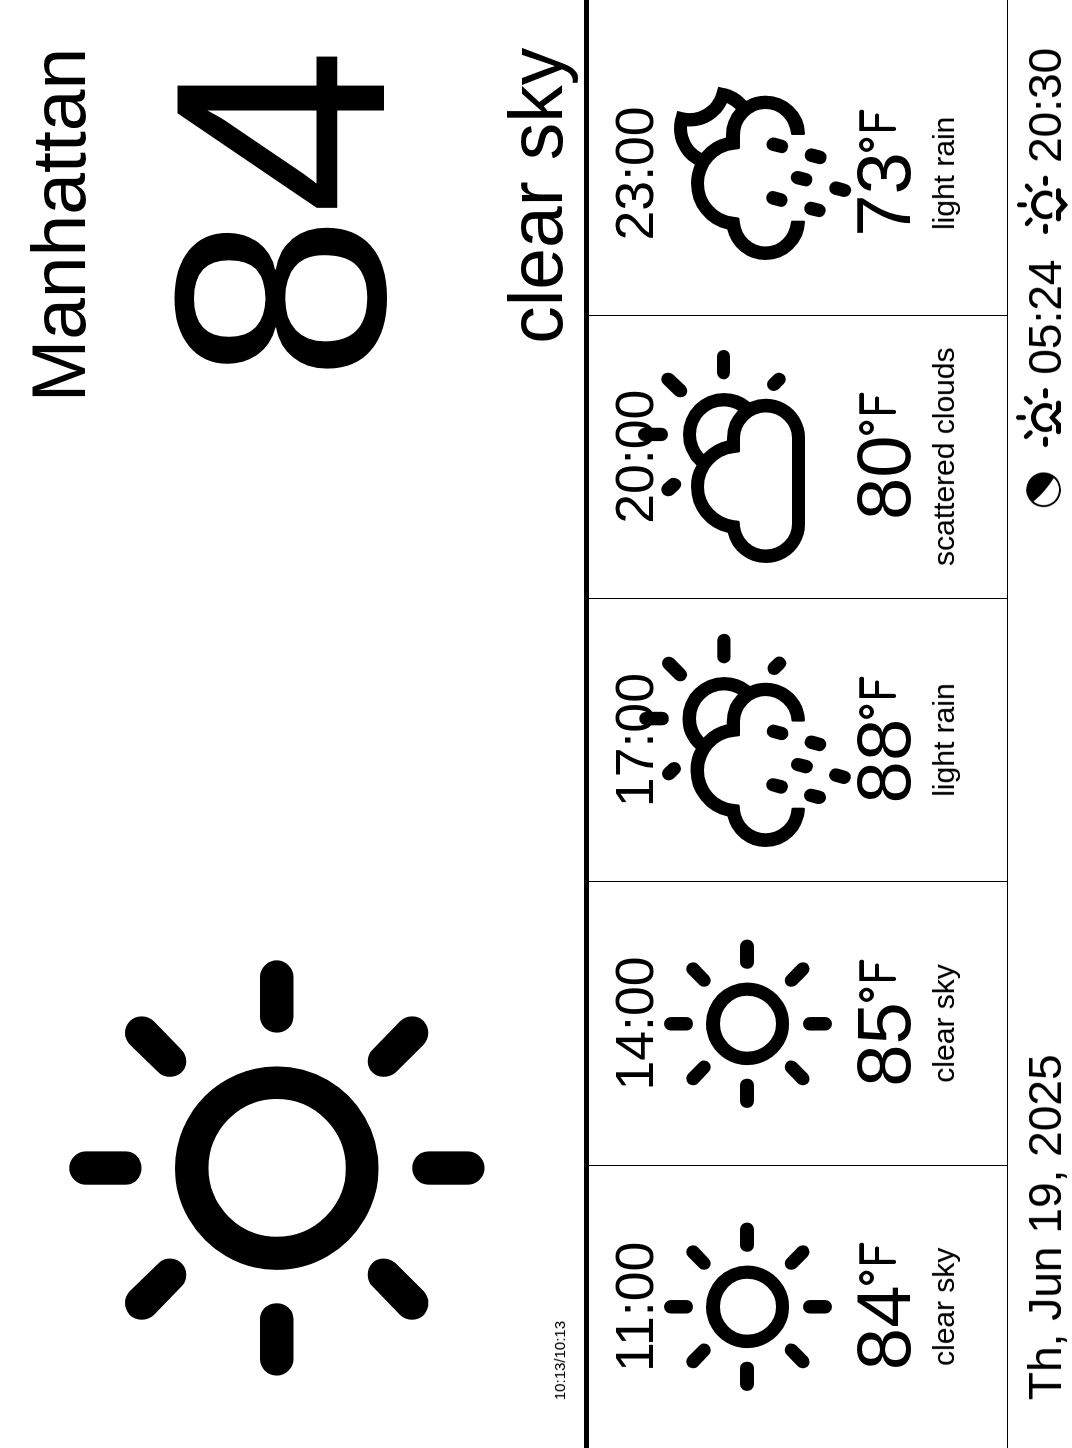 Manhattan
84
clear sky
10:13/10:13
11:00
84°F
clear sky
14:00
85°F
clear sky
17:00
88°F
light rain
20:00
80°F
scattered clouds
23:00
73°F
light rain
Th, Jun 19, 2025
05:24
20:30